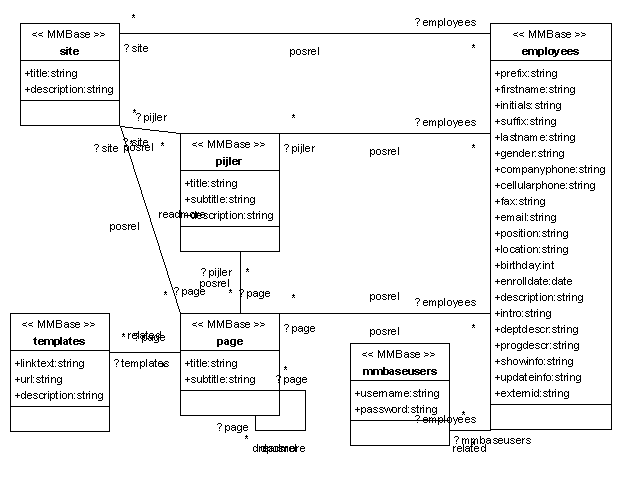 *
? employees
<< MMBase >>
site
+title:string
+description:string
? site
posrel
*
<< MMBase >>
employees
+prefix:string
+firstname:string
+initials:string
+suffix:string
+lastname:string
+gender:string
+companyphone:string
+cellularphone:string
+fax:string
+email:string
+position:string
+location:string
+birthday:int
+enrolldate:date
+description:string
+intro:string
+deptdescr:string
+progdescr:string
+showinfo:string
+updateinfo:string
+externid:string
*
? pijler
*
? employees
? site
? site
posrel
*
<< MMBase >>
pijler
+title:string
+subtitle:string
+description:string
readmore
? pijler
posrel
*
posrel
? pijler
*
posrel
*
? page
*
? page
*
posrel
? employees
<< MMBase >>
templates
+linktext:string
+url:string
+description:string
*
related
? page
? templates
*
<< MMBase >>
page
+title:string
+subtitle:string
? page
posrel
*
*
? page
? page
*
posrel
<< MMBase >>
mmbaseusers
+username:string
+password:string
*
? employees
? mmbaseusers
related